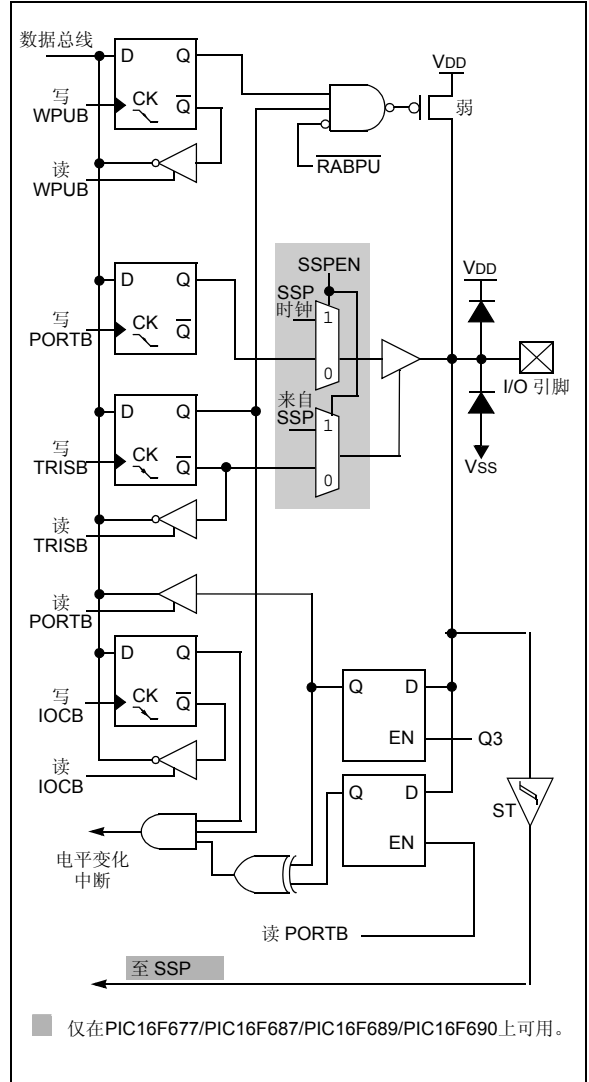 数据总线
D Q
写
WPUB
CK Q
读
WPUB
VDD
弱
RABPU
D Q
写
PORTB
CK Q
SSPEN
SSP
时钟
1
0
VDD
I/O 引脚
VSS
D Q
写
TRISB
CK Q
来自
SSP
1
0
读
TRISB
读
PORTB
D Q
写
IOCB
CK Q
读
IOCB
Q D
EN
Q3
Q D
EN
ST
电平变化
中断
读 PORTB
至 SSP
仅在PIC16F677/PIC16F687/PIC16F689/PIC16F690上可用。